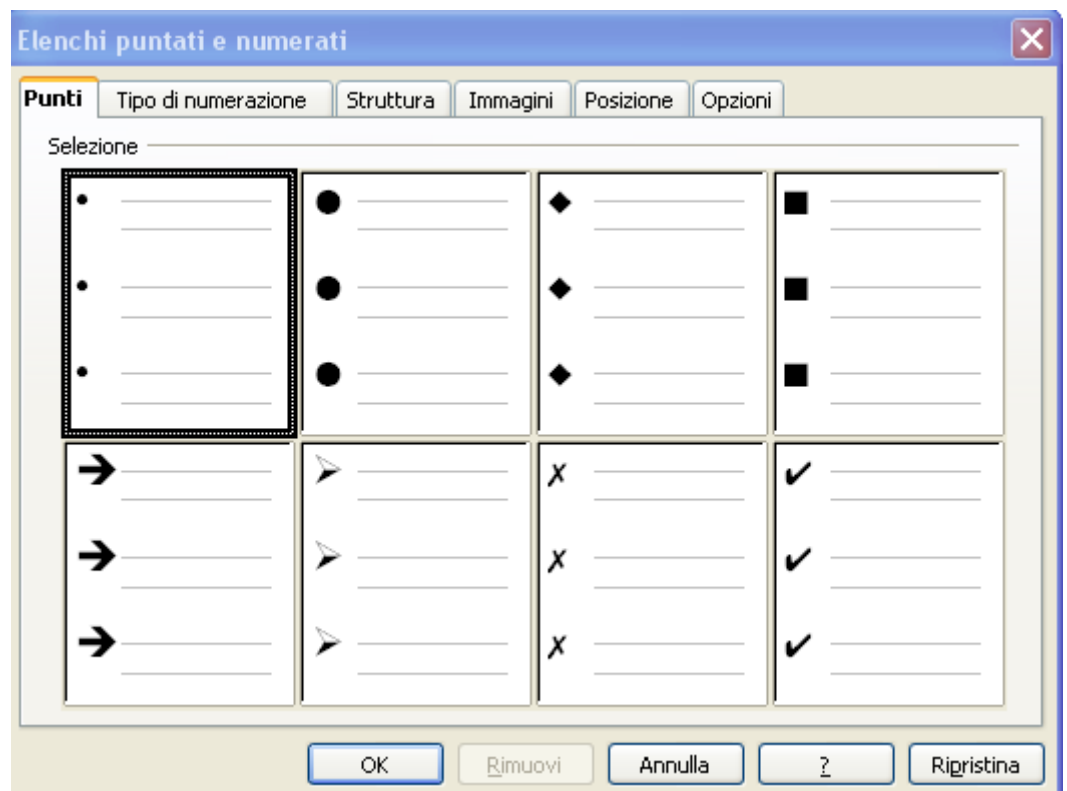 Elenchi puntati e numerati
Punti Tipo di numerazione Struttura Immagini Posizione Opzioni
Selezione
OK Rimuovi Annulla ? Ripristina